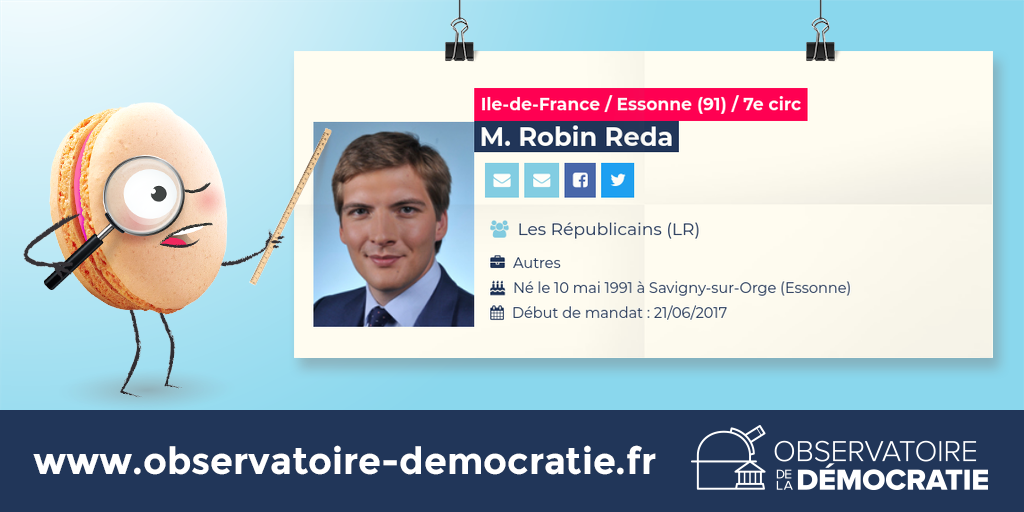 Ile-de-France / Essonne (91) / 7e circ
M. Robin Reda
Les Républicains (LR)
Autres
Né le 10 mai 1991 à Savigny-sur-Orge (Essonne)
Début de mandat : 21/06/2017
www.observatoire-democratie.fr
OBSERVATOIRE
DE LA DÉMOCRATIE